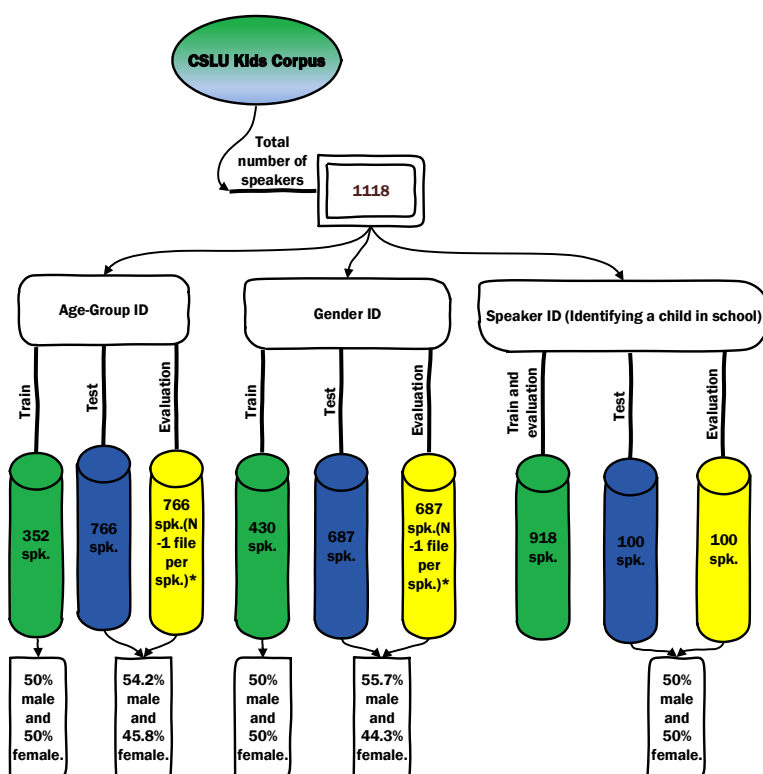 CSLU Kids Corpus
Total
number of
speakers
1118
Age-Group ID
Gender ID
Speaker ID (Identifying a child in school)
Train
Test
Evaluation
Train
Test
Evaluation
Train and
evaluation
Test
Evaluation
352
spk.
766
spk.
766
spk.(N
-1 file
per
spk.)*
430
spk.
687
spk.
687
spk.(N
-1 file
per
spk.)*
918
spk.
100
spk.
100
spk.
50%
male
and
50%
female.
54.2%
male
and
45.8%
female.
50%
male
and
50%
female.
55.7%
male
and
44.3%
female.
50%
male
and
50%
female.